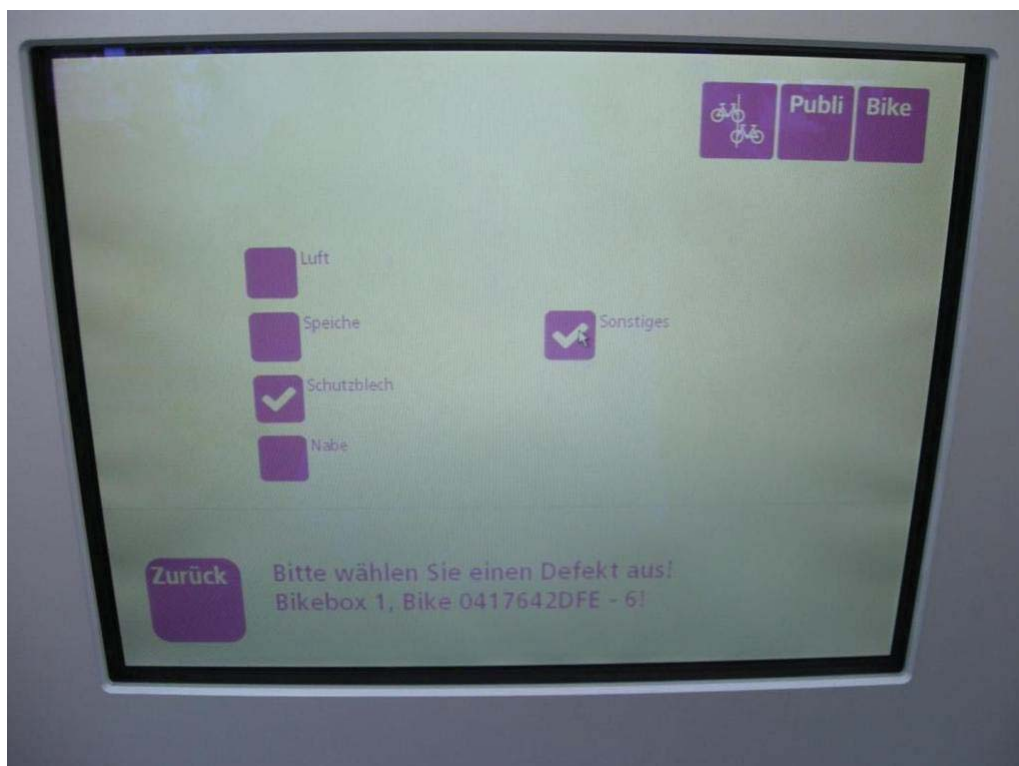 Publi Bike
Luft
Speiche
Sonstiges
Schutzblech
Nabe
Zurück
Bitte wählen Sie einen Defekt aus!
Bikebox 1, Bike 0417642DFE - 6!